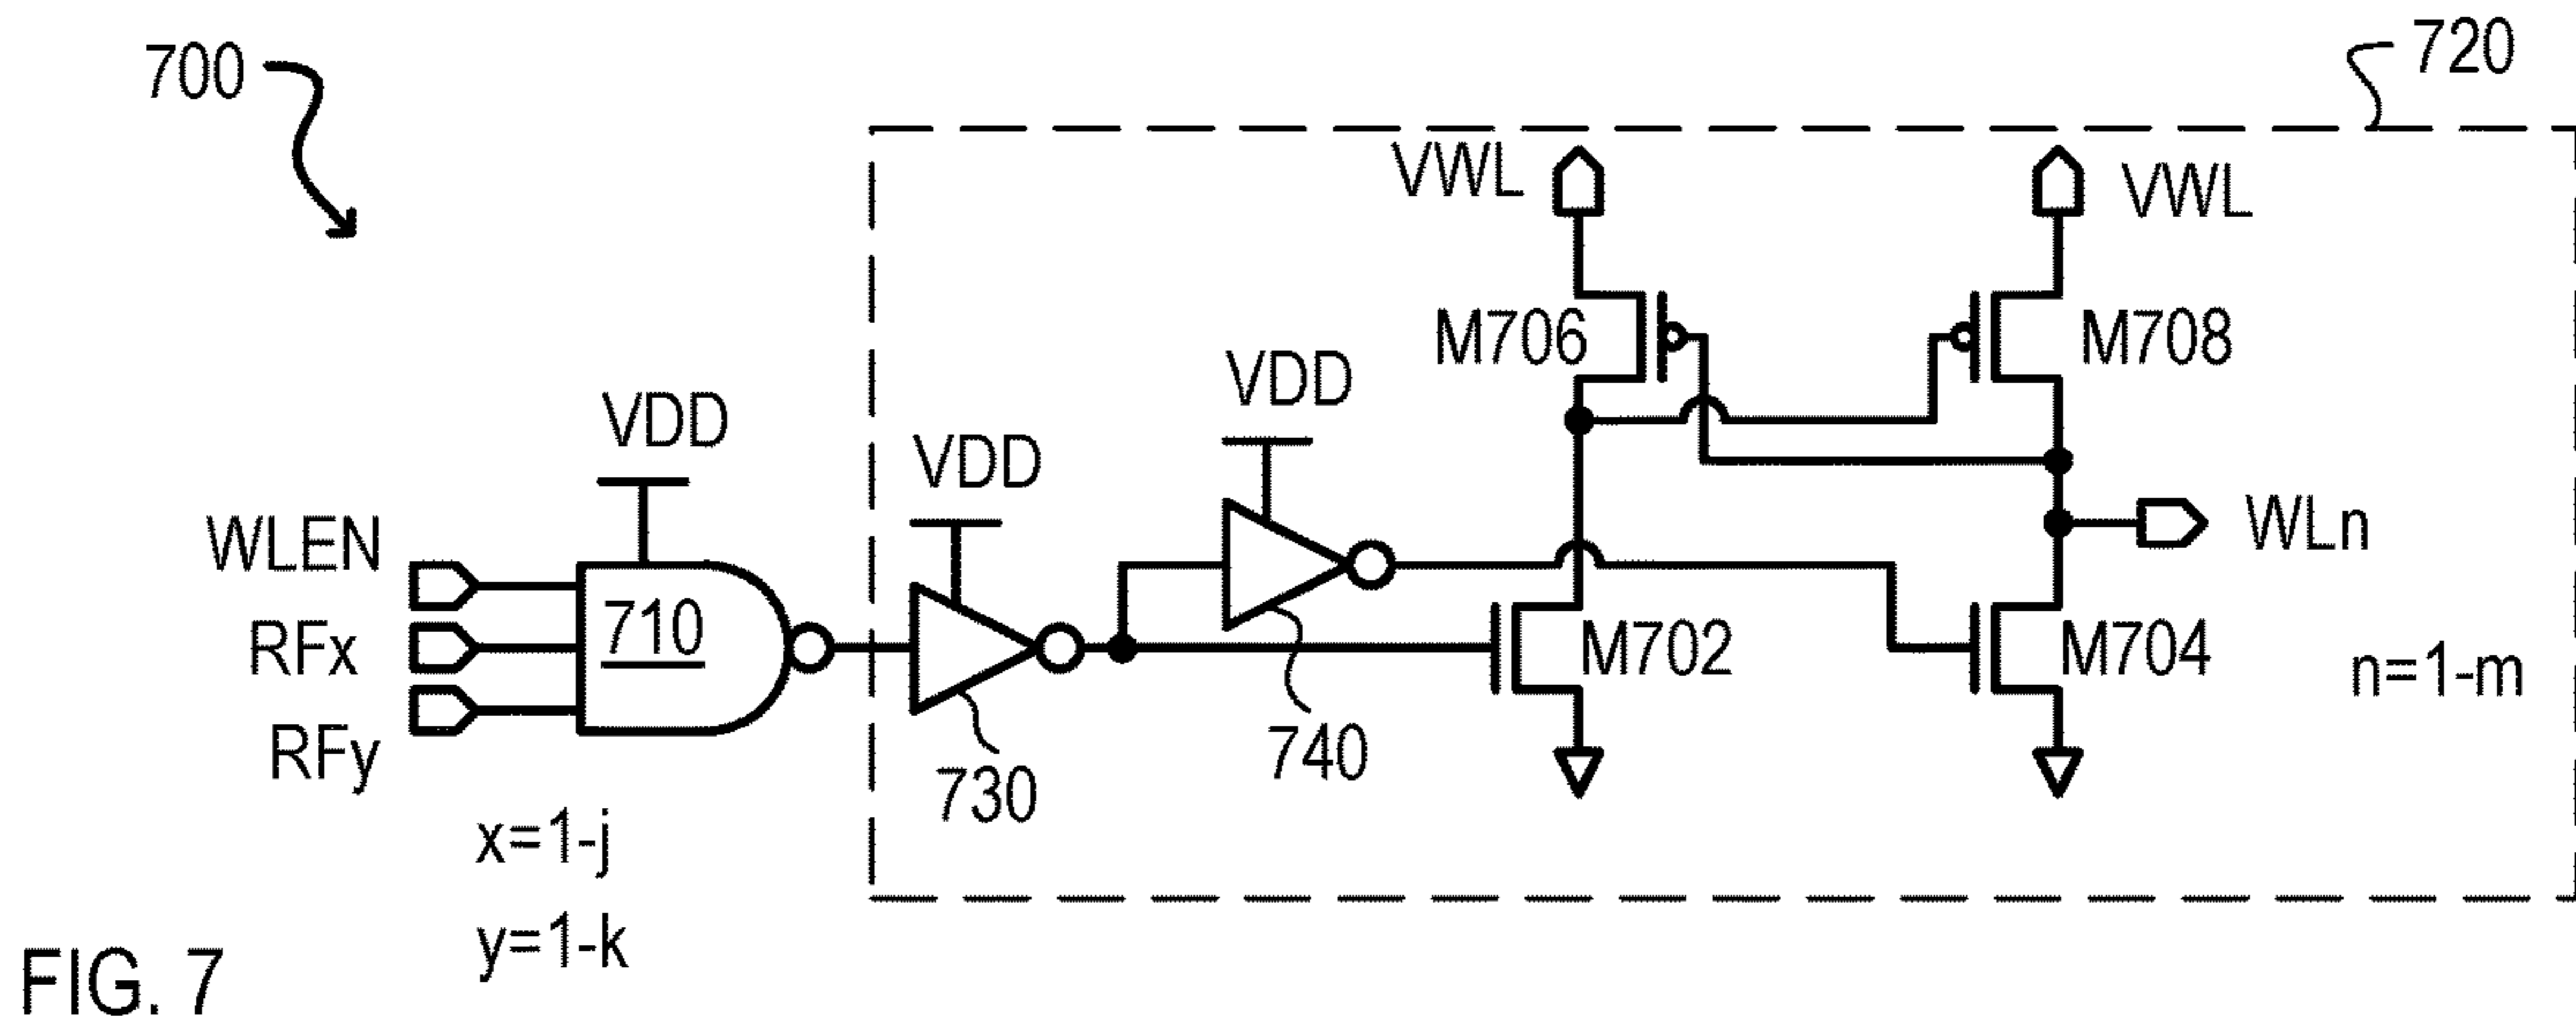 700
720
VWL
VWL
M706
M708
VDD
VDD
VDD
WLEN
RFx
RFy
710
730
740
M702
M704
WLn
n=1-m
x=1-j
y=1-k
FIG. 7